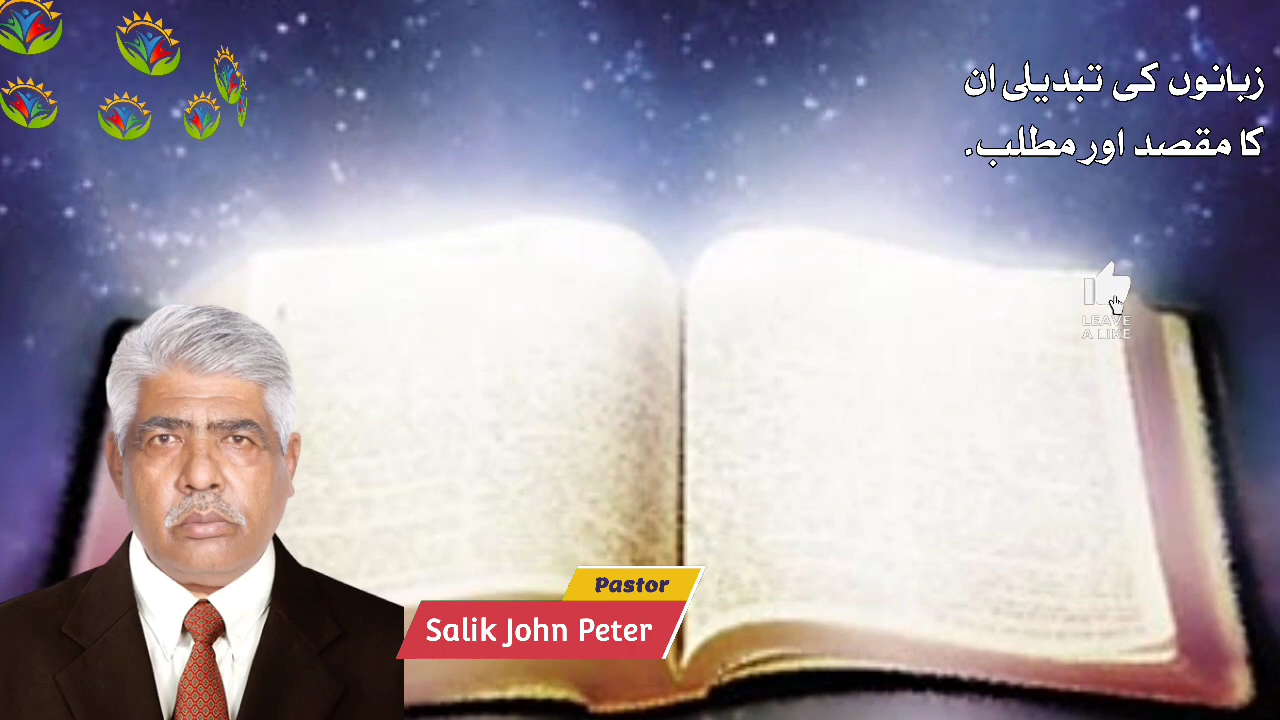 زبانوں کی تبدیلی ان
کا مقصد اور مطلب.
LEAVE
A LIKE
Pastor
Salik John Peter